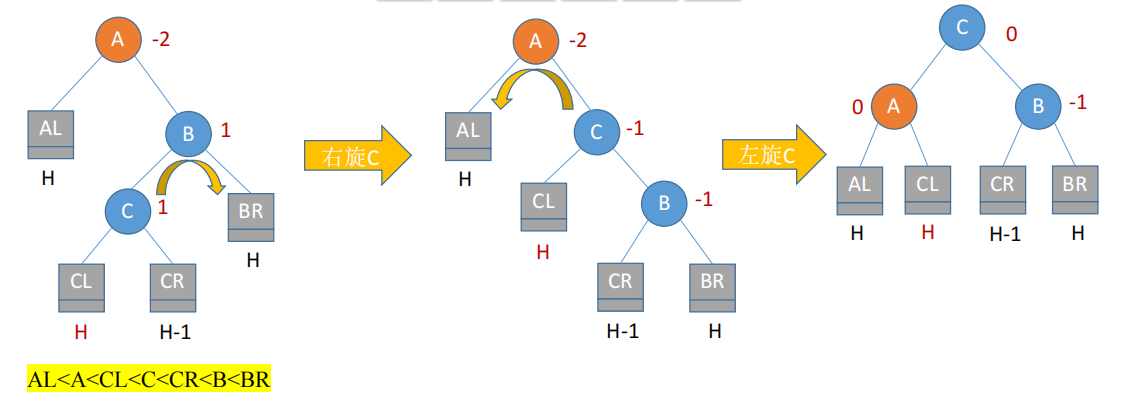 A -2
AL
H
B 1
C 1
BR
H
CL
H
CR
H-1
AL<A<CL<C<CR<B<BR
右旋C
A -2
AL
H
C -1
CL
H
B -1
CR
H-1
BR
H
左旋C
C 0
0 A
B -1
AL
CL
CR
BR
H
H
H-1
H